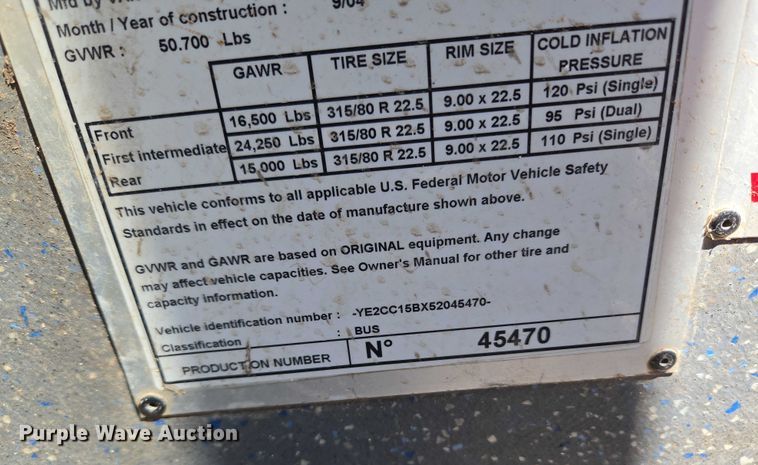 Mfd by VAN
Month / Year of construction : 9/04
GVWR : 50.700 Lbs
GAWR TIRE SIZE RIM SIZE COLD INFLATION PRESSURE
Front 16,500 Lbs 315/80 R 22.5 9.00 x 22.5 120 Psi (Single)
First intermediate 24,250 Lbs 315/80 R 22.5 9.00 x 22.5 95 Psi (Dual)
Rear 15,000 Lbs 315/80 R 22.5 9.00 x 22.5 110 Psi (Single)
This vehicle conforms to all applicable U.S. Federal Motor Vehicle Safety
Standards in effect on the date of manufacture shown above.
GVWR and GAWR are based on ORIGINAL equipment. Any change
may affect vehicle capacities. See Owner's Manual for other tire and
capacity information.
Vehicle identification number : -YE2CC15BX52045470-
Classification : BUS
PRODUCTION NUMBER N° 45470
Purple Wave Auction